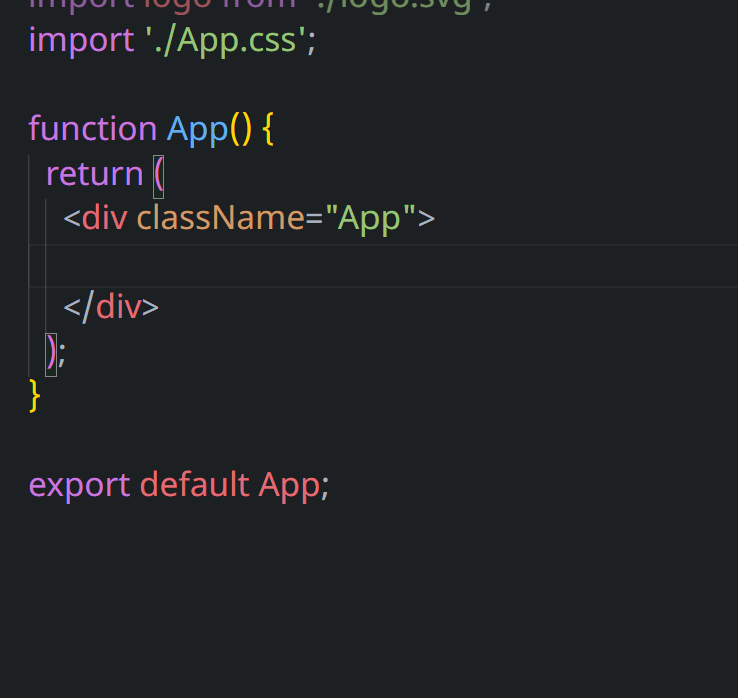 import logo from './logo.svg';
import './App.css';
function App() {
return (
<div className="App">
</div>
);
}
export default App;